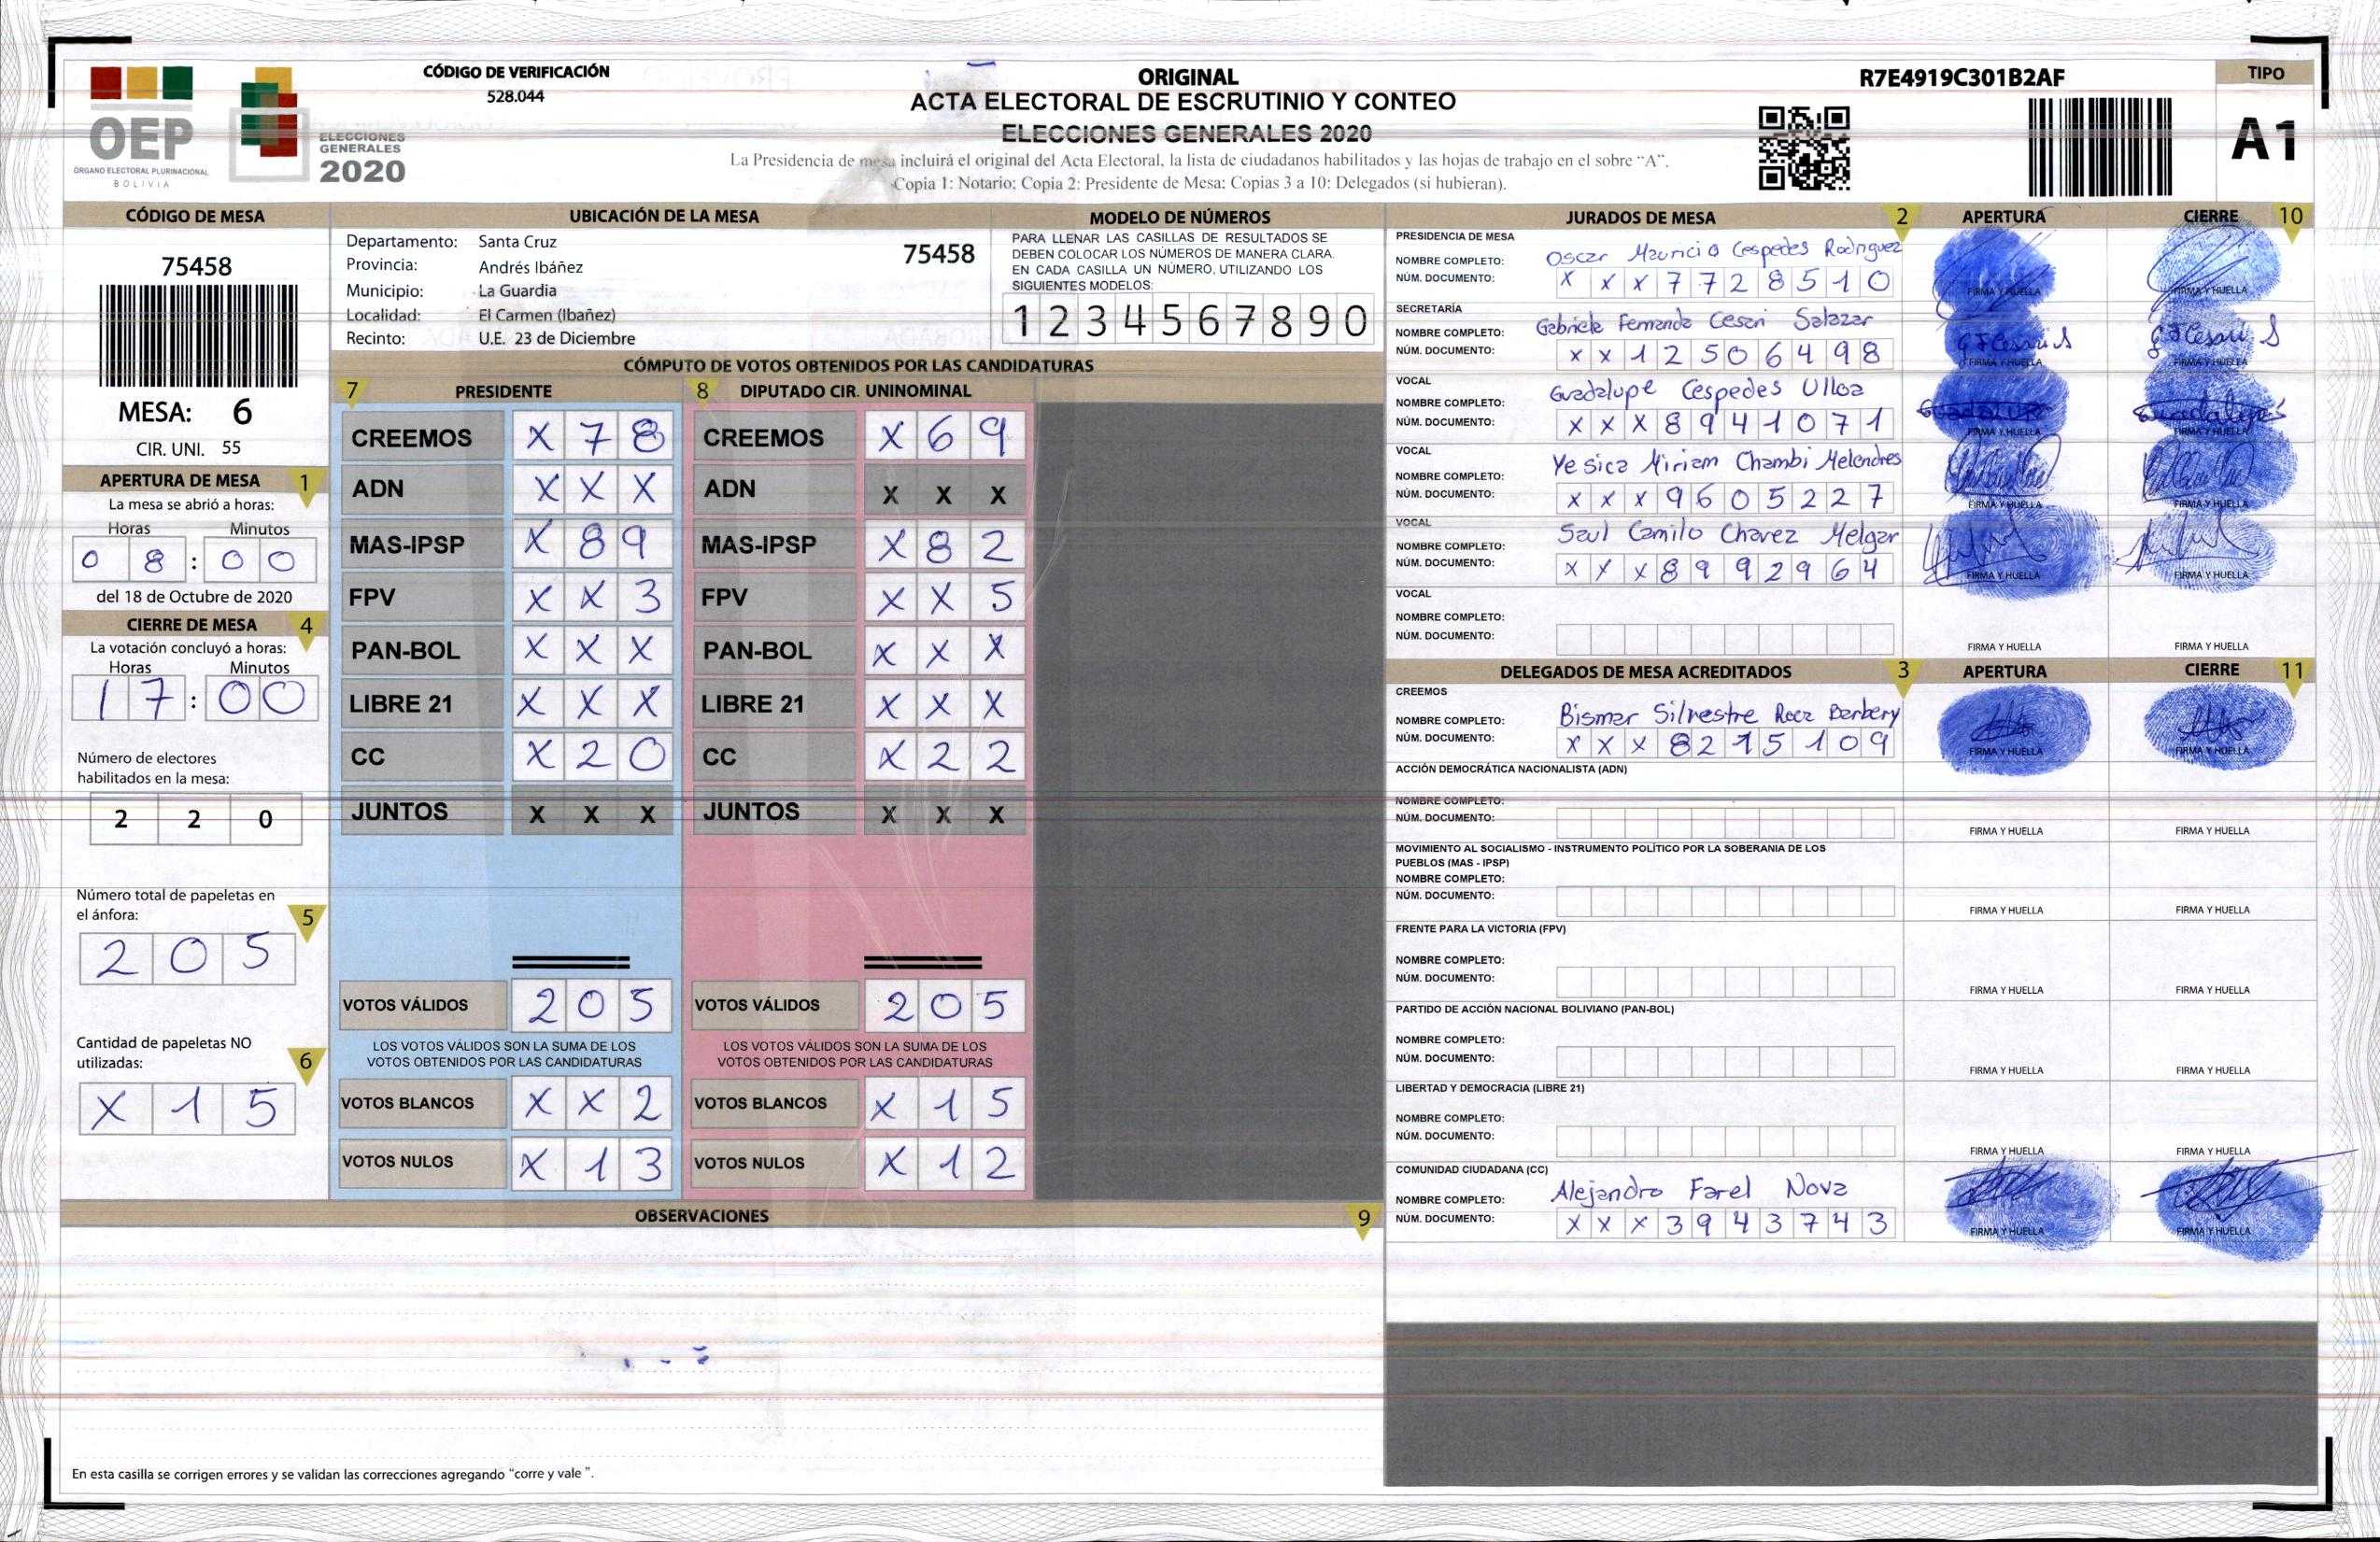 OEP
ÓRGANO ELECTORAL PLURINACIONAL
BOLIVIA
ELECCIONES
GENERALES
2020
CÓDIGO DE VERIFICACIÓN
528.044
ORIGINAL
ACTA ELECTORAL DE ESCRUTINIO Y CONTEO
ELECCIONES GENERALES 2020
La Presidencia de mesa incluirá el original del Acta Electoral, la lista de ciudadanos habilitados y las hojas de trabajo en el sobre “A”.
Copia 1: Notario; Copia 2: Presidente de Mesa; Copias 3 a 10: Delegados (si hubieran).
R7E4919C301B2AF
TIPO
A1
CÓDIGO DE MESA
75458
MESA: 6
CIR. UNI. 55
APERTURA DE MESA 1
La mesa se abrió a horas:
Horas Minutos
0 8 : 0 0
del 18 de Octubre de 2020
CIERRE DE MESA 4
La votación concluyó a horas:
Horas Minutos
1 7 : 0 0
Número de electores
habilitados en la mesa:
2 2 0
Número total de papeletas en
el ánfora:
5
2 0 5
Cantidad de papeletas NO
utilizadas:
6
X 1 5
UBICACIÓN DE LA MESA
Departamento: Santa Cruz
75458
Provincia: Andrés Ibáñez
Municipio: La Guardia
Localidad: El Carmen (Ibañez)
Recinto: U.E. 23 de Diciembre
MODELO DE NÚMEROS
PARA LLENAR LAS CASILLAS DE RESULTADOS SE
DEBEN COLOCAR LOS NÚMEROS DE MANERA CLARA.
EN CADA CASILLA UN NÚMERO, UTILIZANDO LOS
SIGUIENTES MODELOS:
1 2 3 4 5 6 7 8 9 0
CÓMPUTO DE VOTOS OBTENIDOS POR LAS CANDIDATURAS
7 PRESIDENTE
CREEMOS X 7 8
ADN X X X
MAS-IPSP X 8 9
FPV X X 3
PAN-BOL X X X
LIBRE 21 X X X
CC X 2 0
JUNTOS X X X
VOTOS VÁLIDOS 2 0 5
LOS VOTOS VÁLIDOS SON LA SUMA DE LOS
VOTOS OBTENIDOS POR LAS CANDIDATURAS
VOTOS BLANCOS X X 2
VOTOS NULOS X 1 3
8 DIPUTADO CIR. UNINOMINAL
CREEMOS X 6 9
ADN X X X
MAS-IPSP X 8 2
FPV X X 5
PAN-BOL X X X
LIBRE 21 X X X
CC X 2 2
JUNTOS X X X
VOTOS VÁLIDOS 2 0 5
LOS VOTOS VÁLIDOS SON LA SUMA DE LOS
VOTOS OBTENIDOS POR LAS CANDIDATURAS
VOTOS BLANCOS X 1 5
VOTOS NULOS X 1 2
OBSERVACIONES 9
En esta casilla se corrigen errores y se validan las correcciones agregando “corre y vale ”.
JURADOS DE MESA 2 APERTURA CIERRE 10
PRESIDENCIA DE MESA
NOMBRE COMPLETO: Oscar Mauricio Cespedes Rodriguez
NÚM. DOCUMENTO: X X X 7 7 2 8 5 1 0
FIRMA Y HUELLA FIRMA Y HUELLA
SECRETARÍA
NOMBRE COMPLETO: Gabriela Fernanda Cesari Salazar
NÚM. DOCUMENTO: X X 1 2 5 0 6 4 9 8
G F Cesari S G F Cesari S
FIRMA Y HUELLA FIRMA Y HUELLA
VOCAL
NOMBRE COMPLETO: Guadalupe Cespedes Ulloa
NÚM. DOCUMENTO: X X X 8 9 4 1 0 7 1
FIRMA Y HUELLA FIRMA Y HUELLA
VOCAL
NOMBRE COMPLETO: Yesica Miriam Chambi Melendres
NÚM. DOCUMENTO: X X X 9 6 0 5 2 2 7
FIRMA Y HUELLA FIRMA Y HUELLA
VOCAL
NOMBRE COMPLETO: Saul Camilo Chavez Melgar
NÚM. DOCUMENTO: X X X 8 9 9 2 9 6 4
FIRMA Y HUELLA FIRMA Y HUELLA
VOCAL
NOMBRE COMPLETO:
NÚM. DOCUMENTO:
FIRMA Y HUELLA FIRMA Y HUELLA
DELEGADOS DE MESA ACREDITADOS 3 APERTURA CIERRE 11
CREEMOS
NOMBRE COMPLETO: Bismar Silvestre Roca Barbery
NÚM. DOCUMENTO: X X X 8 2 1 5 1 0 9
FIRMA Y HUELLA FIRMA Y HUELLA
ACCIÓN DEMOCRÁTICA NACIONALISTA (ADN)
NOMBRE COMPLETO:
NÚM. DOCUMENTO:
FIRMA Y HUELLA FIRMA Y HUELLA
MOVIMIENTO AL SOCIALISMO - INSTRUMENTO POLÍTICO POR LA SOBERANIA DE LOS
PUEBLOS (MAS - IPSP)
NOMBRE COMPLETO:
NÚM. DOCUMENTO:
FIRMA Y HUELLA FIRMA Y HUELLA
FRENTE PARA LA VICTORIA (FPV)
NOMBRE COMPLETO:
NÚM. DOCUMENTO:
FIRMA Y HUELLA FIRMA Y HUELLA
PARTIDO DE ACCIÓN NACIONAL BOLIVIANO (PAN-BOL)
NOMBRE COMPLETO:
NÚM. DOCUMENTO:
FIRMA Y HUELLA FIRMA Y HUELLA
LIBERTAD Y DEMOCRACIA (LIBRE 21)
NOMBRE COMPLETO:
NÚM. DOCUMENTO:
FIRMA Y HUELLA FIRMA Y HUELLA
COMUNIDAD CIUDADANA (CC)
NOMBRE COMPLETO: Alejandro Farel Nova
NÚM. DOCUMENTO: X X X 3 9 4 3 7 4 3
FIRMA Y HUELLA FIRMA Y HUELLA